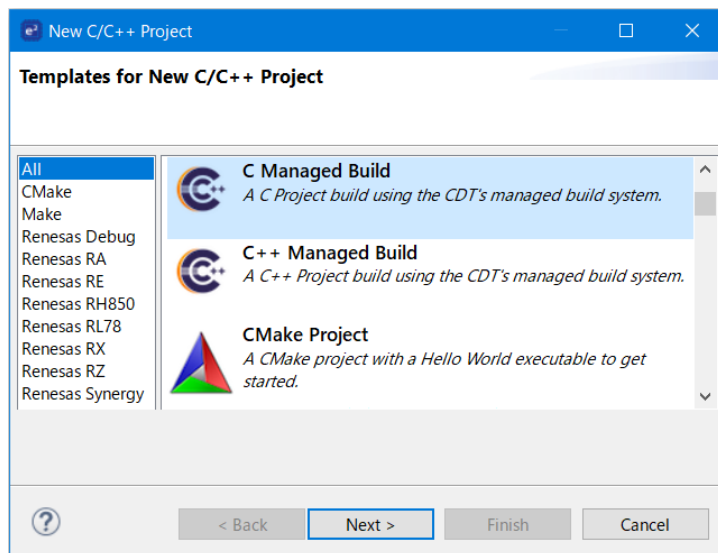 e² New C/C++ Project
Templates for New C/C++ Project
All
CMake
Make
Renesas Debug
Renesas RA
Renesas RE
Renesas RH850
Renesas RL78
Renesas RX
Renesas RZ
Renesas Synergy
C Managed Build
A C Project build using the CDT's managed build system.
C++ Managed Build
A C++ Project build using the CDT's managed build system.
CMake Project
A CMake project with a Hello World executable to get
started.
? < Back Next > Finish Cancel